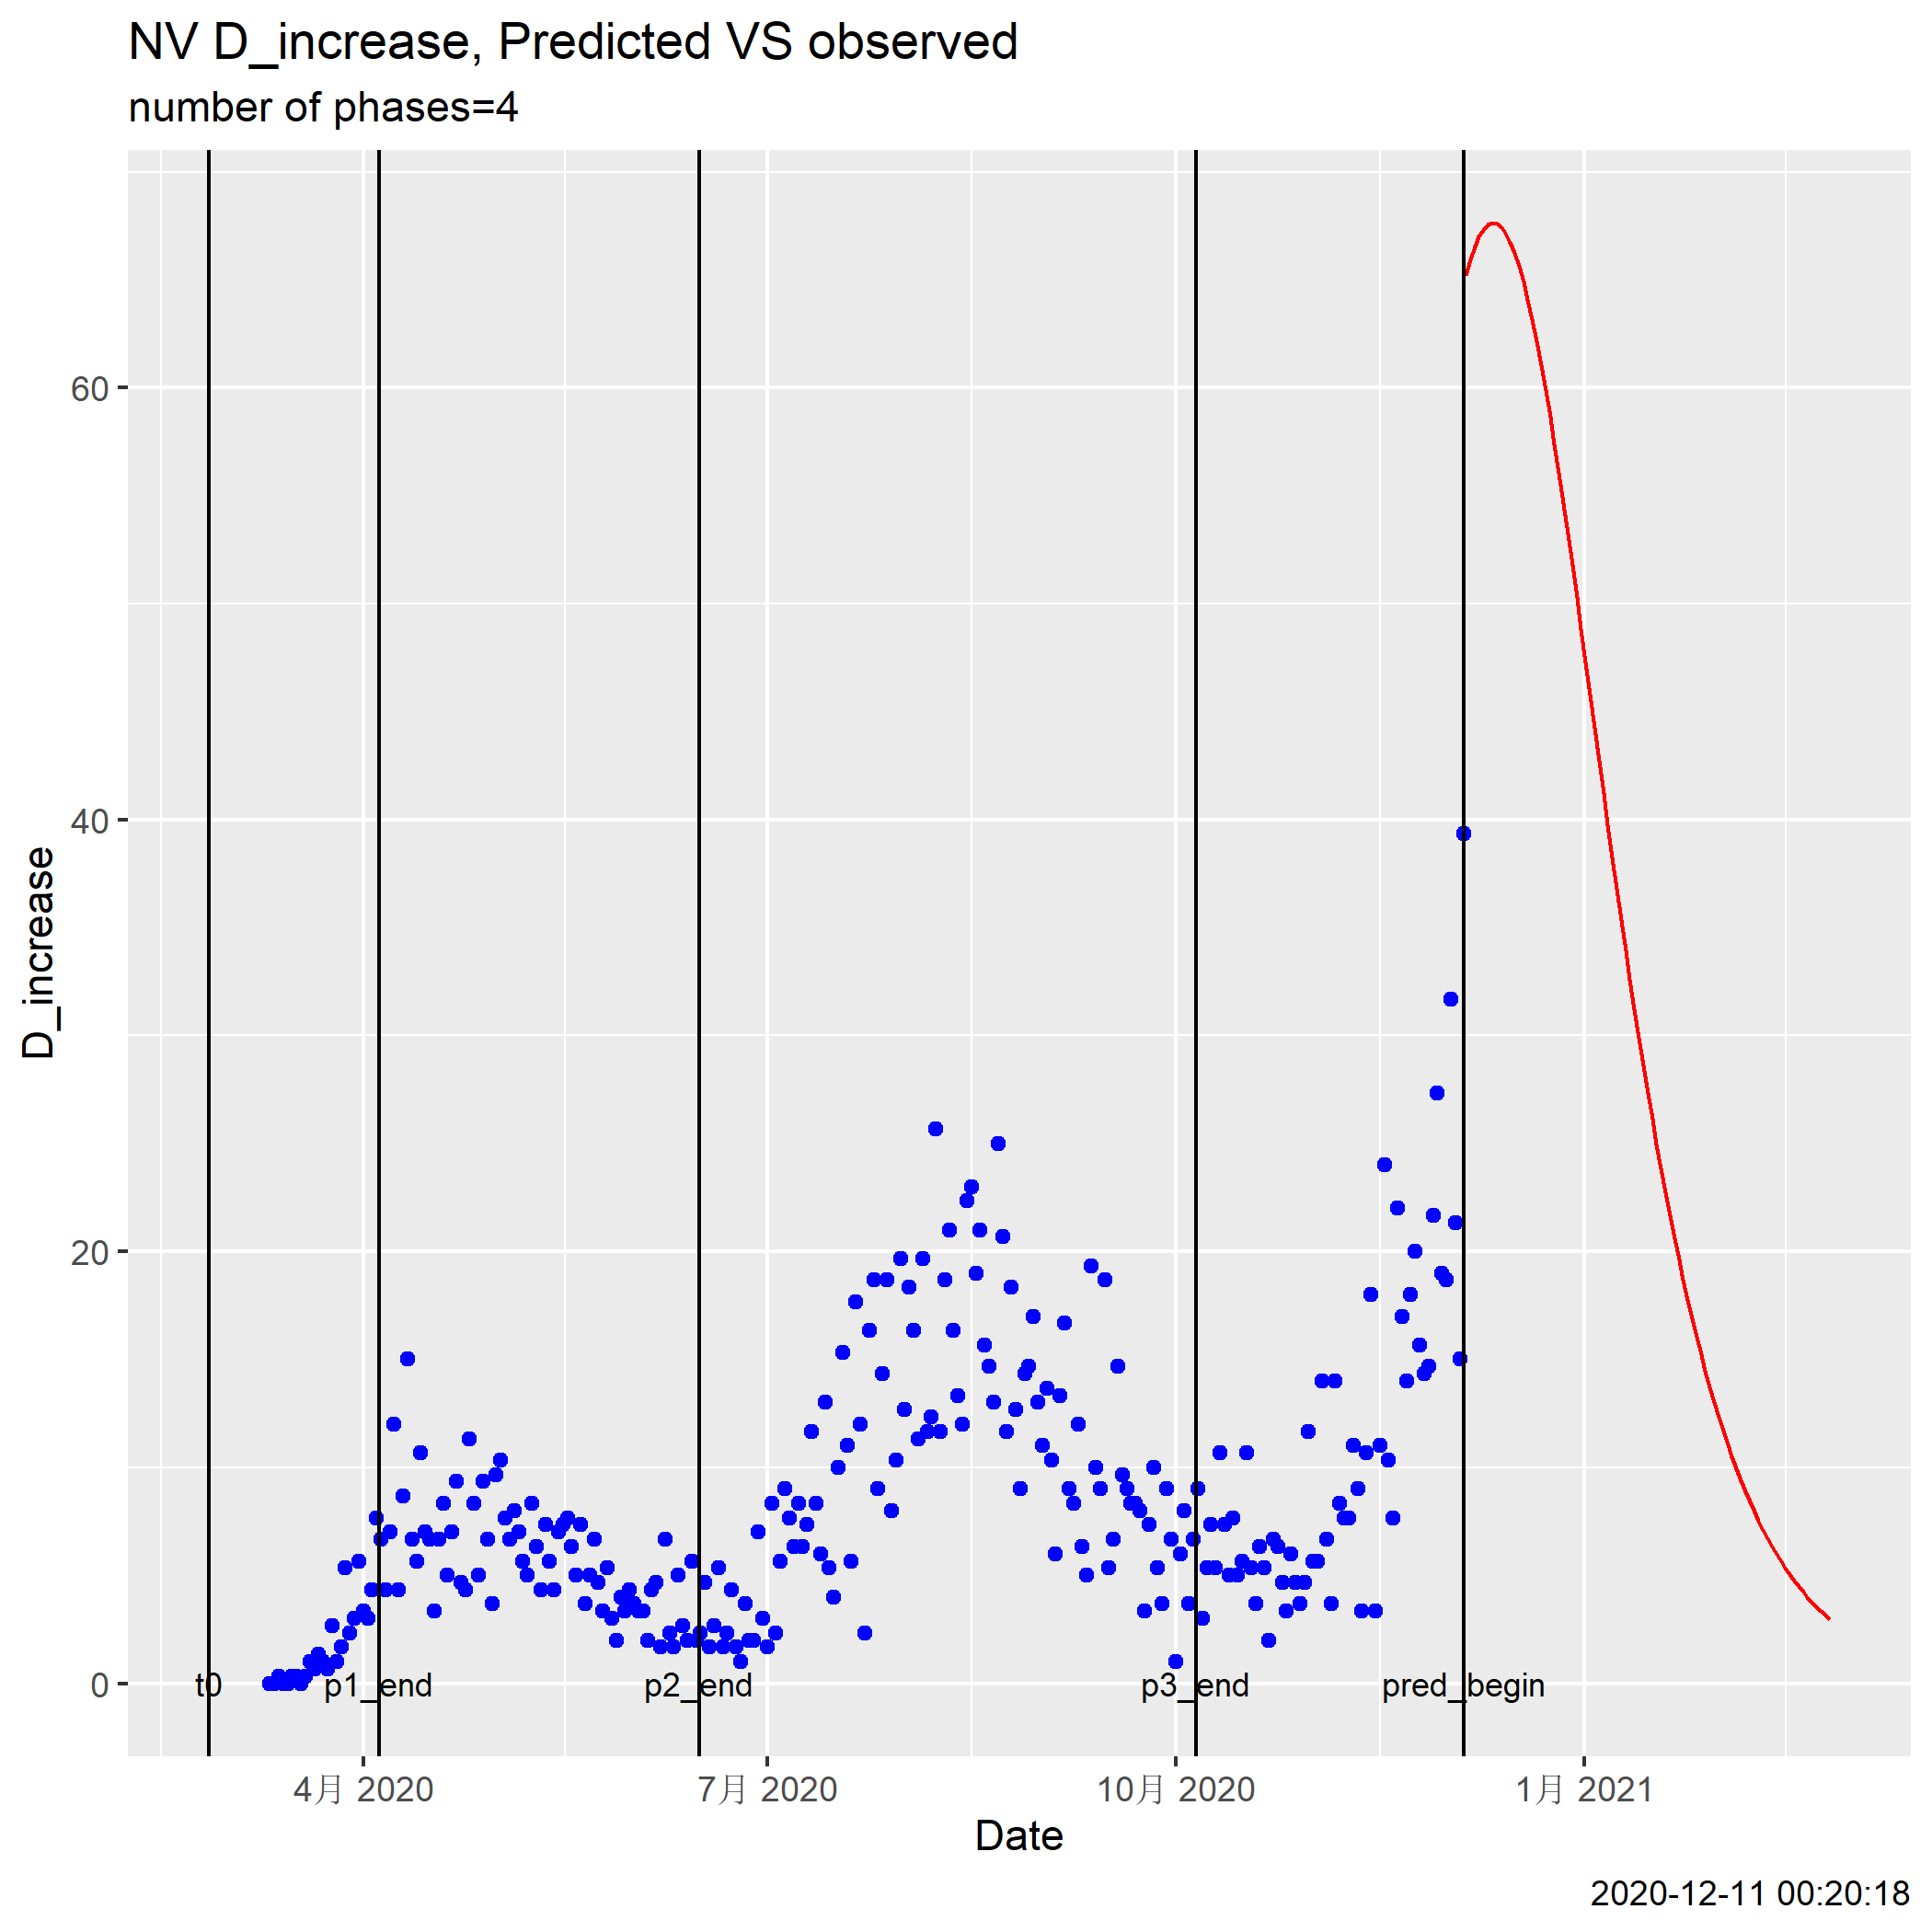 NV D_increase, Predicted VS observed
number of phases=4
D_increase
60
40
20
0
t0
p1_end
p2_end
p3_end
pred_begin
4月 2020
7月 2020
10月 2020
1月 2021
Date
2020-12-11 00:20:18